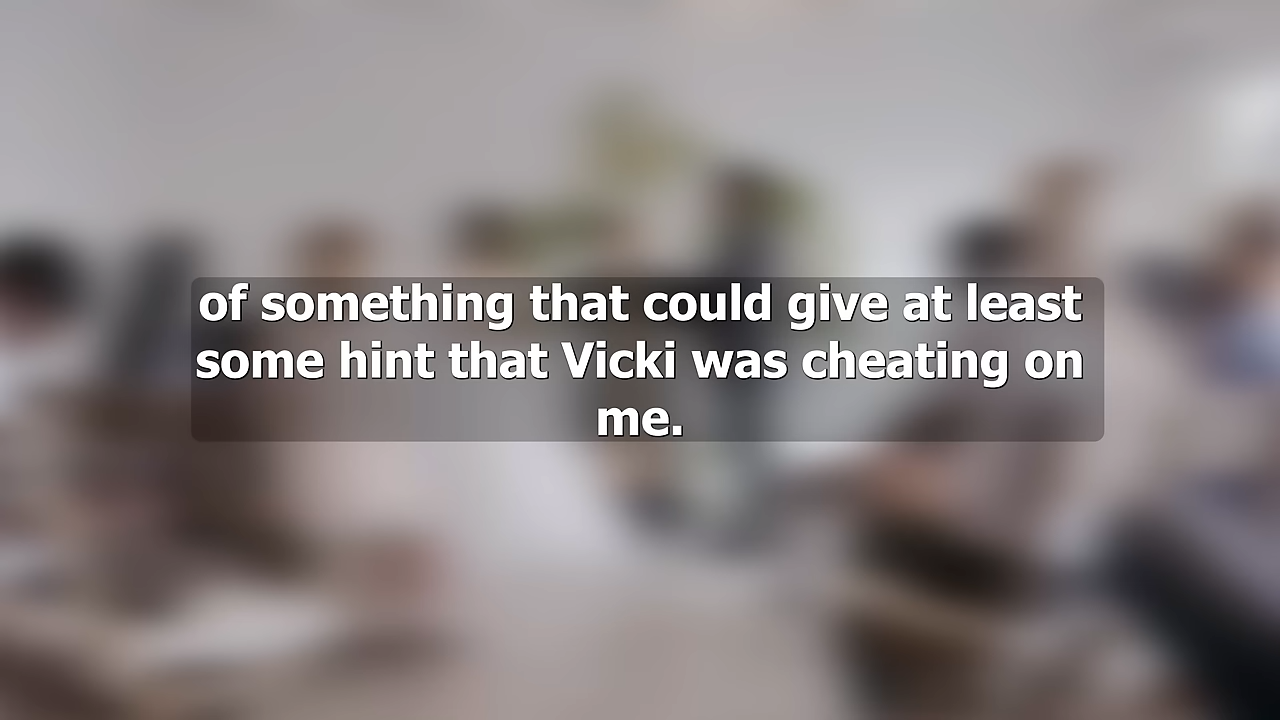 of something that could give at least
some hint that Vicki was cheating on
me.